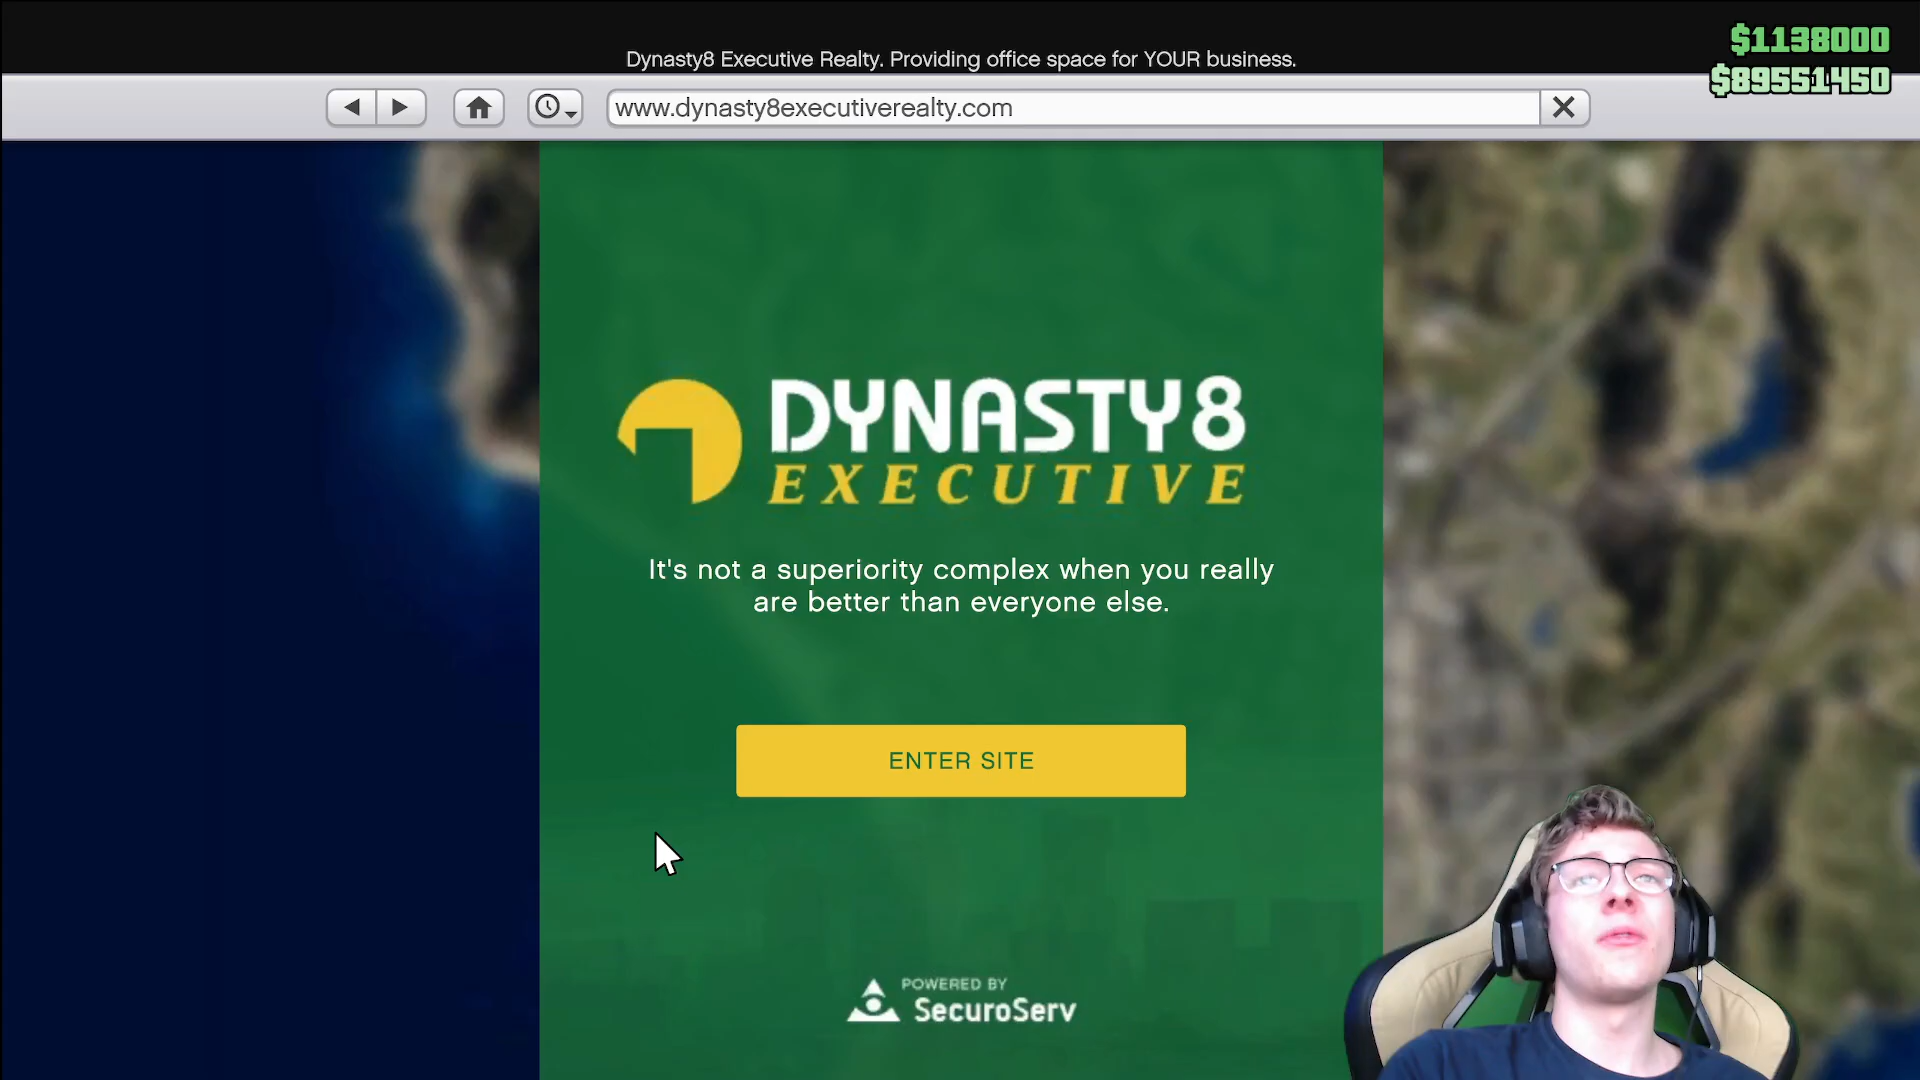 $1138000
Dynasty8 Executive Realty. Providing office space for YOUR business.
$89551450
www.dynasty8executiverealty.com
DYNASTY8
EXECUTIVE
It's not a superiority complex when you really
are better than everyone else.
ENTER SITE
POWERED BY
SecuroServ